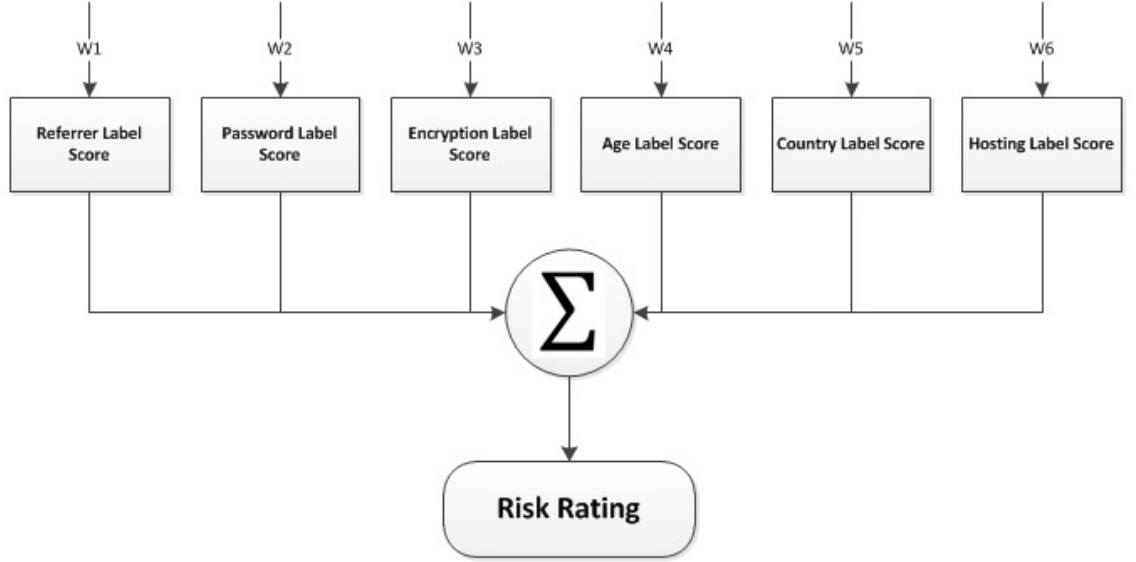 W1 W2 W3 W4 W5 W6
Referrer Label
Score
Password Label
Score
Encryption Label
Score
Age Label Score
Country Label Score
Hosting Label Score
Σ
Risk Rating